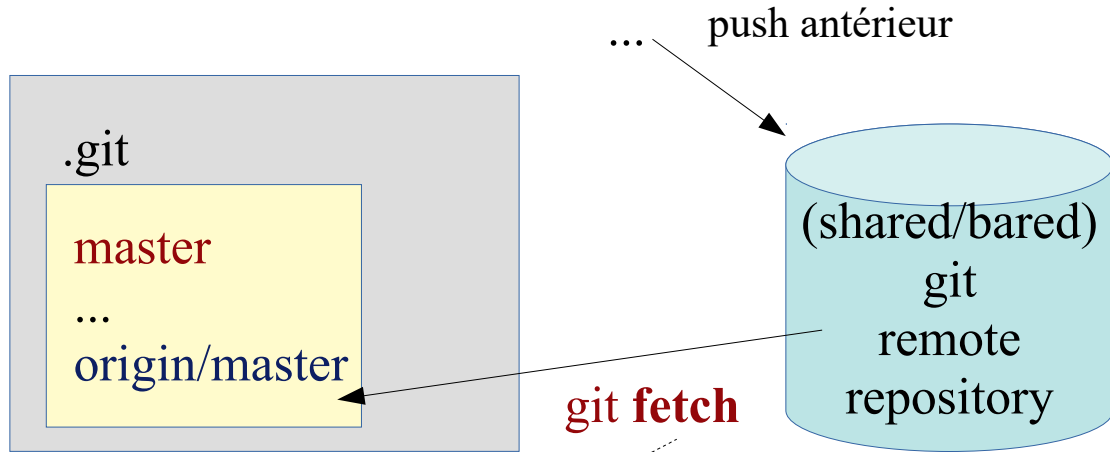 ... push antérieur
.git
master
...
origin/master
(shared/bared)
git
remote
repository
git fetch